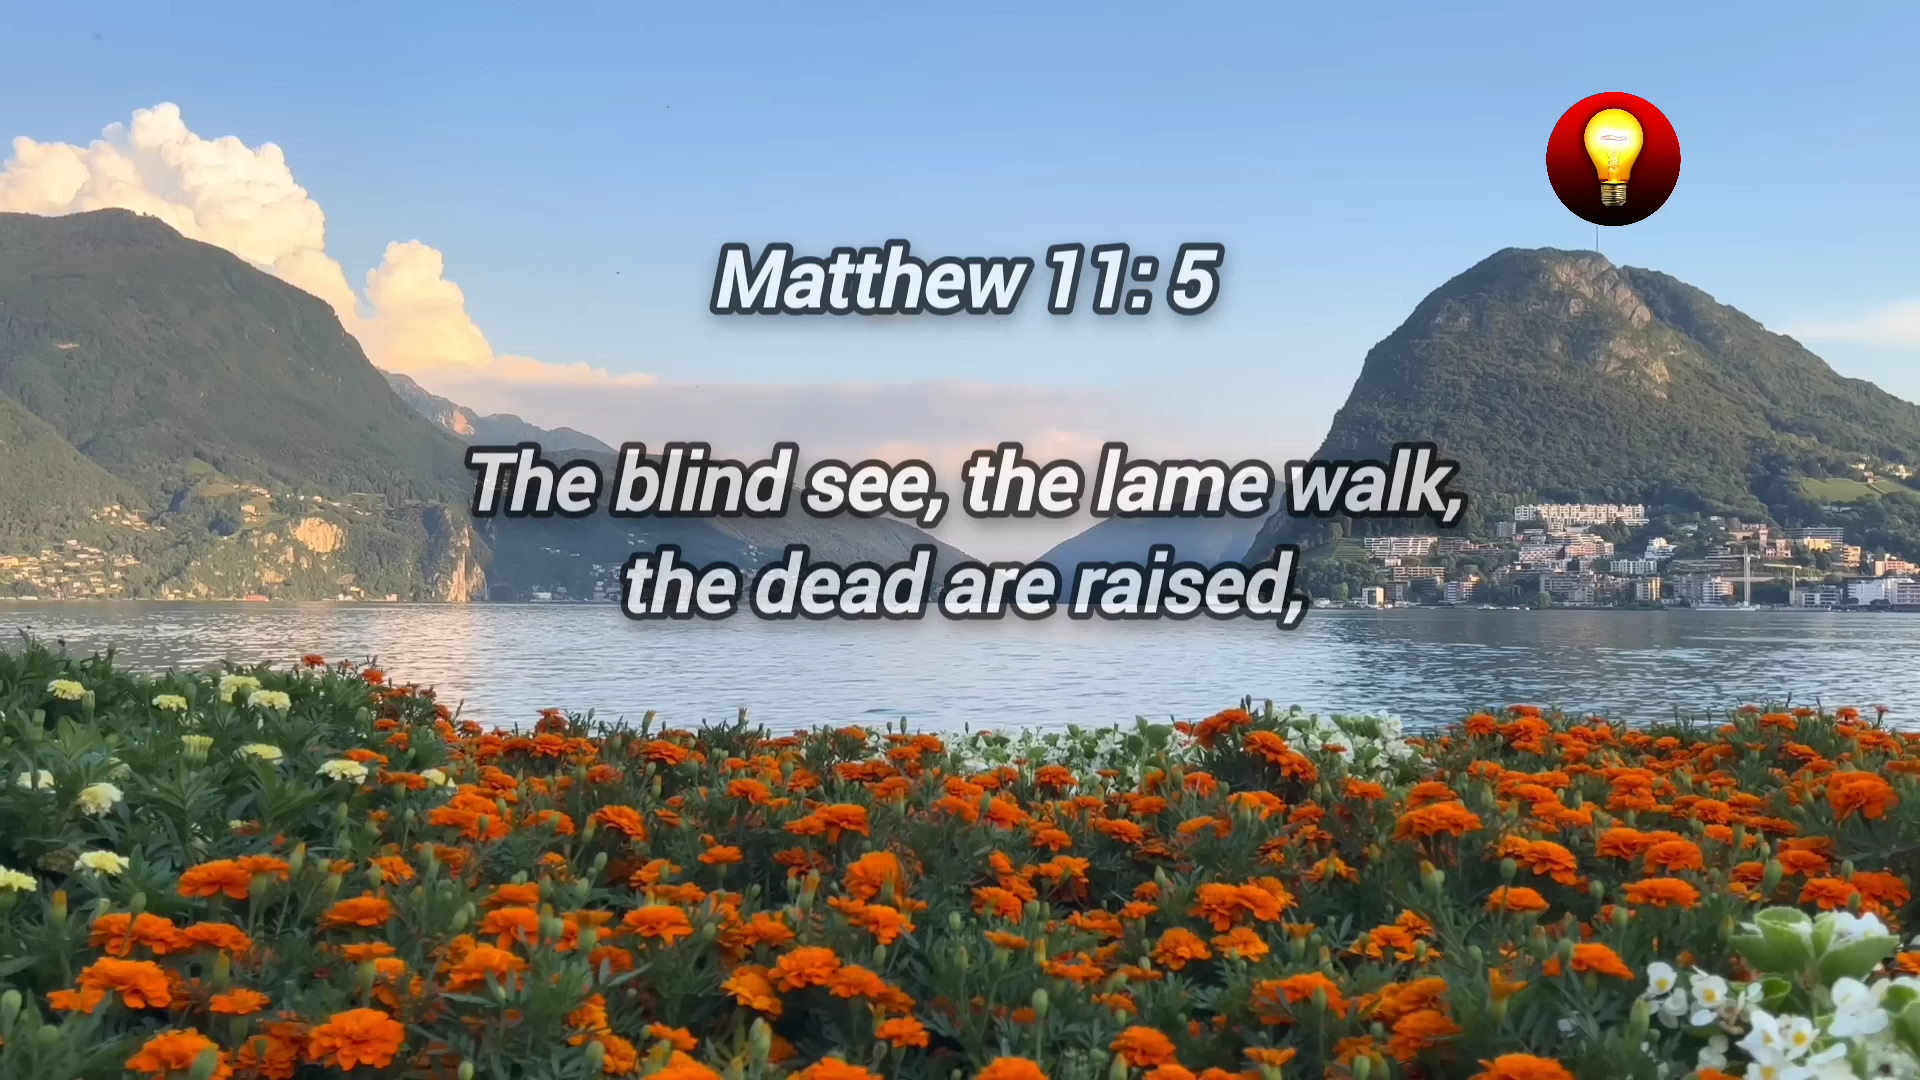 Matthew 11: 5
The blind see, the lame walk,
the dead are raised,